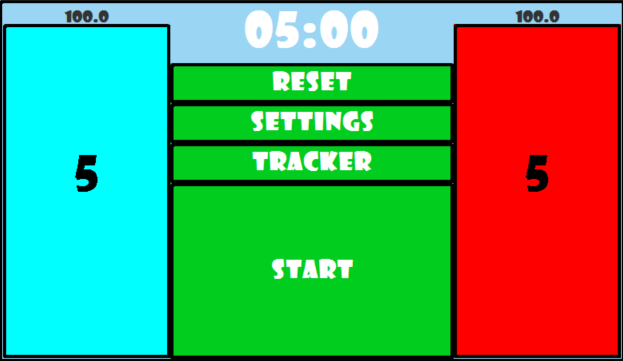 100.0
05:00
100.0
RESET
SETTINGS
TRACKER
5
5
START